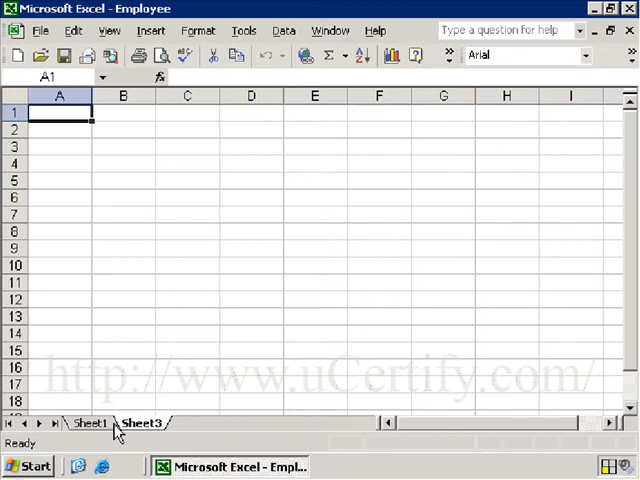 Microsoft Excel - Employee
File Edit View Insert Format Tools Data Window Help Type a question for help
Arial
A1 fx
A B C D E F G H I
1
2
3
4
5
6
7
8
9
10
11
12
13
14
15
16
17
http://www.uCertify.com/
Sheet1 Sheet3
Ready
Start Microsoft Excel - Empl...